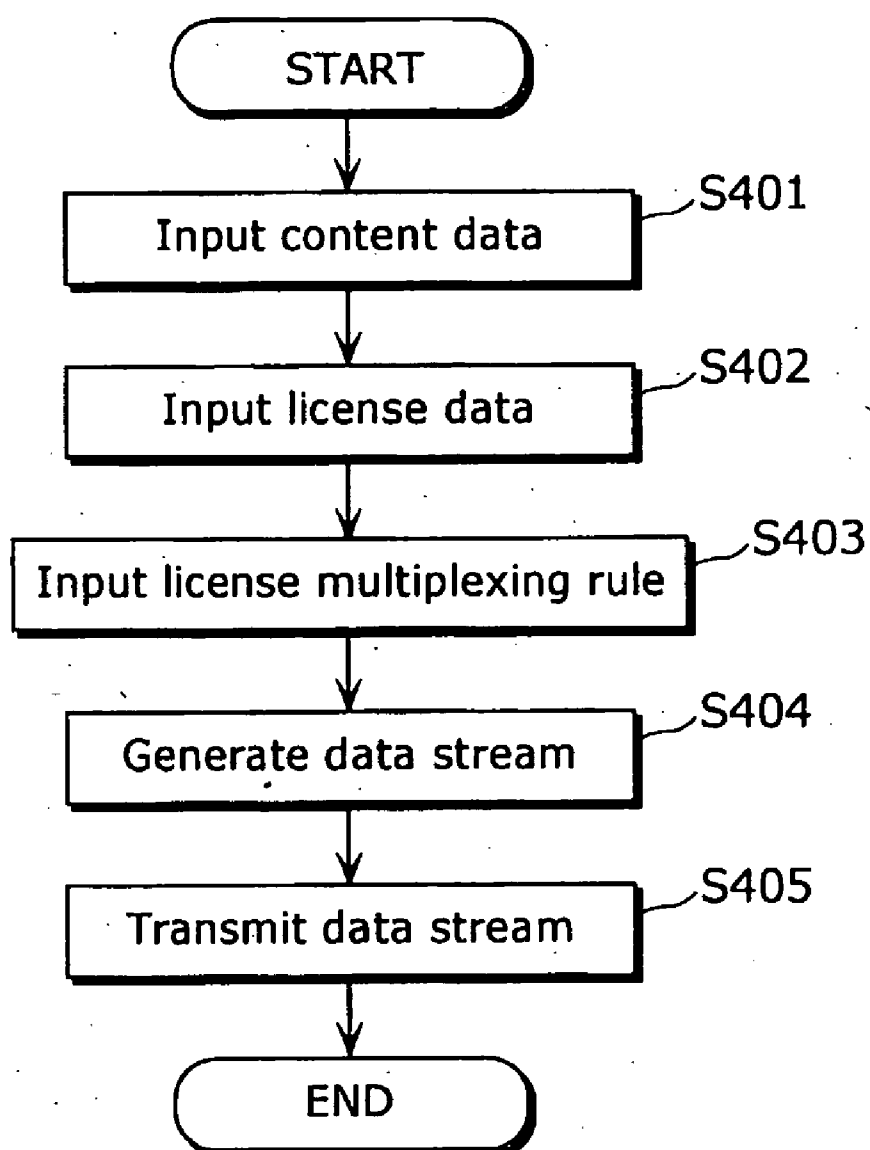 START
S401
Input content data
S402
Input license data
S403
Input license multiplexing rule
S404
Generate data stream
S405
Transmit data stream
END